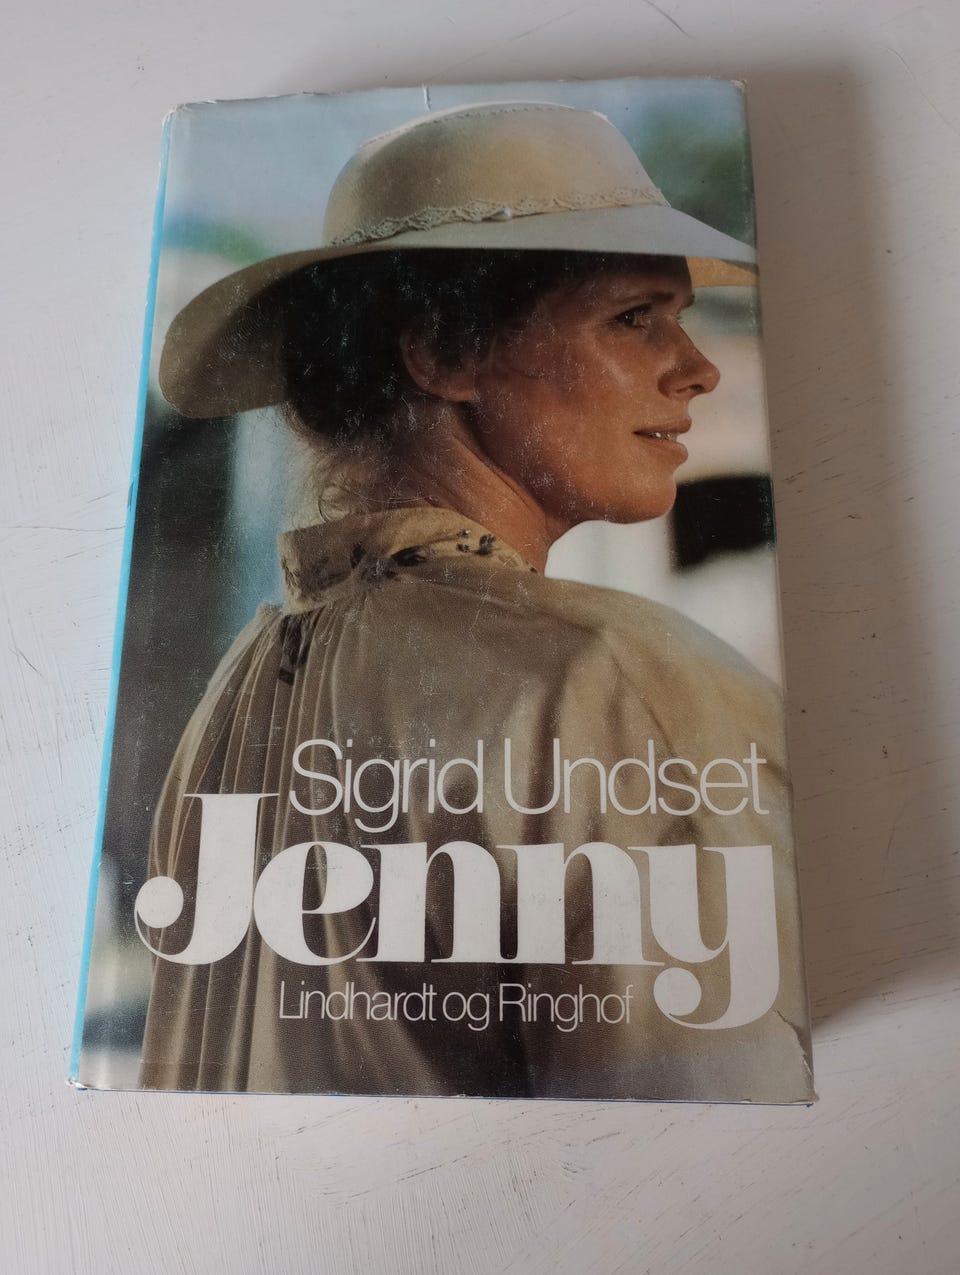 Sigrid Undset
Jenny
Lindhardt og Ringhof